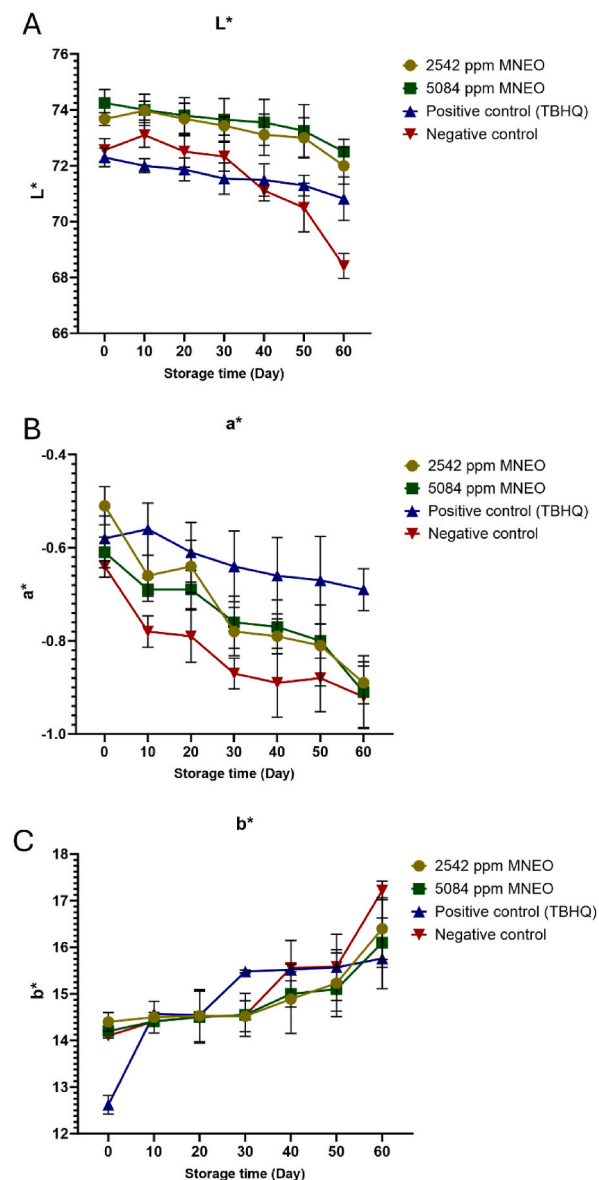 A
L*
76
74
72
70
68
66
L*
0 10 20 30 40 50 60
Storage time (Day)
2542 ppm MNEO
5084 ppm MNEO
Positive control (TBHQ)
Negative control
B
a*
-0.4
-0.6
-0.8
-1.0
a*
0 10 20 30 40 50 60
Storage time (Day)
2542 ppm MNEO
5084 ppm MNEO
Positive control (TBHQ)
Negative control
C
b*
18
17
16
15
14
13
12
b*
0 10 20 30 40 50 60
Storage time (Day)
2542 ppm MNEO
5084 ppm MNEO
Positive control (TBHQ)
Negative control